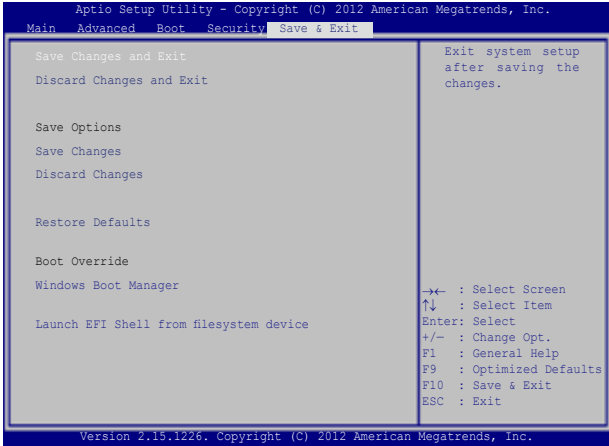 Aptio Setup Utility - Copyright (C) 2012 American Megatrends, Inc.
Main Advanced Boot Security Save & Exit
Save Changes and Exit
Discard Changes and Exit
Save Options
Save Changes
Discard Changes
Restore Defaults
Boot Override
Windows Boot Manager
Launch EFI Shell from filesystem device
Exit system setup
after saving the
changes.
→← : Select Screen
↑↓ : Select Item
Enter: Select
+/− : Change Opt.
F1 : General Help
F9 : Optimized Defaults
F10 : Save & Exit
ESC : Exit
Version 2.15.1226. Copyright (C) 2012 American Megatrends, Inc.